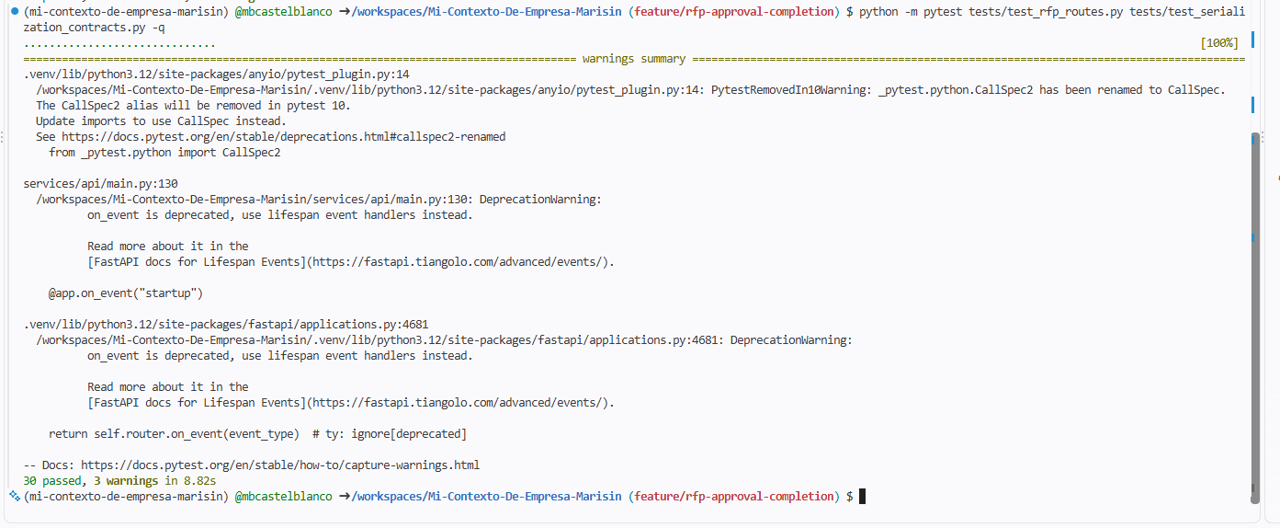 (mi-contexto-de-empresa-marisin) @mbcastelblanco ➜/workspaces/Mi-Contexto-De-Empresa-Marisin (feature/rfp-approval-completion) $ python -m pytest tests/test_rfp_routes.py tests/test_seriali
zation_contracts.py -q
.............................. [100%]
======================================================================================= warnings summary =======================================================================================
.venv/lib/python3.12/site-packages/anyio/pytest_plugin.py:14
  /workspaces/Mi-Contexto-De-Empresa-Marisin/.venv/lib/python3.12/site-packages/anyio/pytest_plugin.py:14: PytestRemovedIn10Warning: _pytest.python.CallSpec2 has been renamed to CallSpec.
  The CallSpec2 alias will be removed in pytest 10.
  Update imports to use CallSpec instead.
  See https://docs.pytest.org/en/stable/deprecations.html#callspec2-renamed
    from _pytest.python import CallSpec2

services/api/main.py:130
  /workspaces/Mi-Contexto-De-Empresa-Marisin/services/api/main.py:130: DeprecationWarning:
          on_event is deprecated, use lifespan event handlers instead.

          Read more about it in the
          [FastAPI docs for Lifespan Events](https://fastapi.tiangolo.com/advanced/events/).

    @app.on_event("startup")

.venv/lib/python3.12/site-packages/fastapi/applications.py:4681
  /workspaces/Mi-Contexto-De-Empresa-Marisin/.venv/lib/python3.12/site-packages/fastapi/applications.py:4681: DeprecationWarning:
          on_event is deprecated, use lifespan event handlers instead.

          Read more about it in the
          [FastAPI docs for Lifespan Events](https://fastapi.tiangolo.com/advanced/events/).

    return self.router.on_event(event_type)  # ty: ignore[deprecated]

-- Docs: https://docs.pytest.org/en/stable/how-to/capture-warnings.html
30 passed, 3 warnings in 8.82s
(mi-contexto-de-empresa-marisin) @mbcastelblanco ➜/workspaces/Mi-Contexto-De-Empresa-Marisin (feature/rfp-approval-completion) $